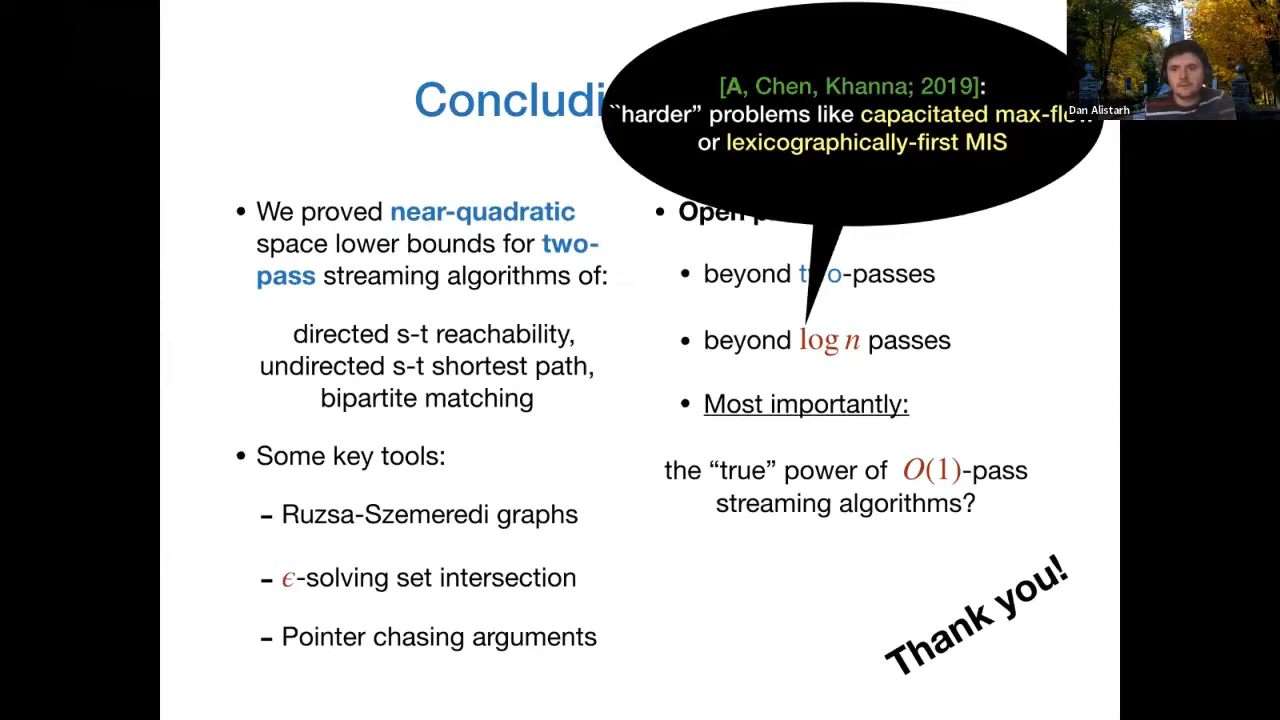 [A, Chen, Khanna; 2019]:
``harder” problems like capacitated max-flow
or lexicographically-first MIS
Dan Alistarh
Concludi
• We proved near-quadratic
space lower bounds for two-
pass streaming algorithms of:
directed s-t reachability,
undirected s-t shortest path,
bipartite matching
• Some key tools:
– Ruzsa-Szemeredi graphs
– ϵ-solving set intersection
– Pointer chasing arguments
• Open p
• beyond two-passes
• beyond log n passes
• Most importantly:
the “true” power of O(1)-pass
streaming algorithms?
Thank you!